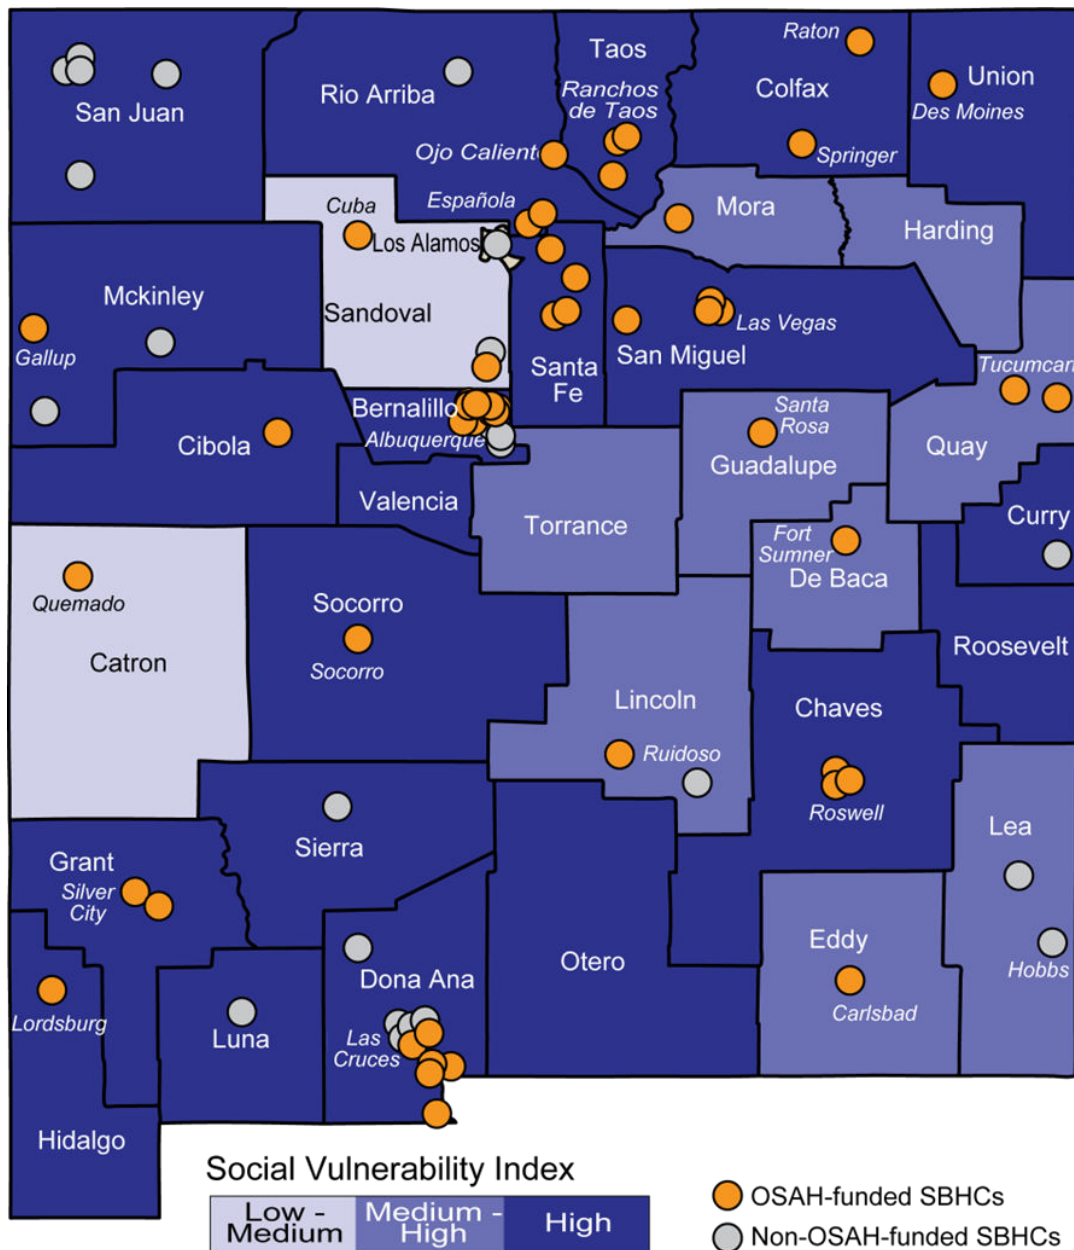 Raton
Taos
Union
Colfax
Rio Arriba
Ranchos
de Taos
San Juan
Des Moines
Ojo Caliente
Springer
Española
Cuba
Mora
Harding
Los Alamos
Mckinley
Sandoval
Las Vegas
Gallup
San Miguel
Tucumcari
Santa
Fe
Bernalillo
Santa
Rosa
Albuquerque
Cibola
Quay
Guadalupe
Valencia
Curry
Torrance
Fort
Sumner
De Baca
Quemado
Socorro
Roosevelt
Catron
Socorro
Lincoln
Chaves
Ruidoso
Roswell
Lea
Sierra
Grant
Silver
City
Eddy
Otero
Hobbs
Dona Ana
Lordsburg
Carlsbad
Luna
Las
Cruces
Hidalgo
Social Vulnerability Index
Low -
Medium
Medium -
High
High
OSAH-funded SBHCs
Non-OSAH-funded SBHCs